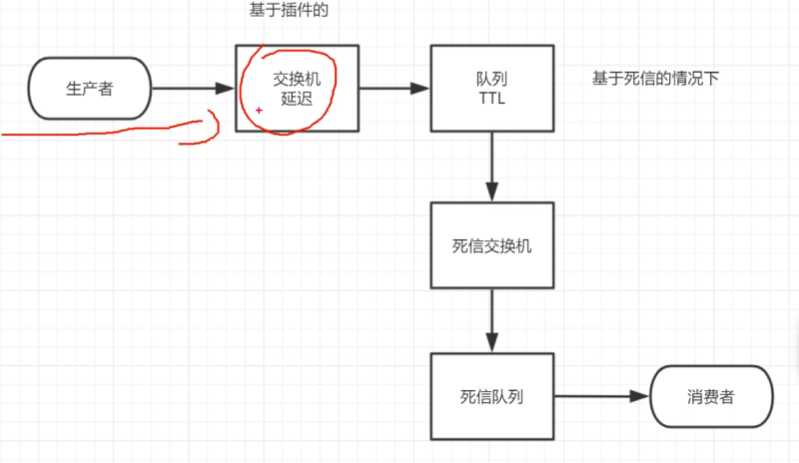 基于插件的
生产者
交换机
延迟
队列
TTL
基于死信的情况下
死信交换机
死信队列
消费者